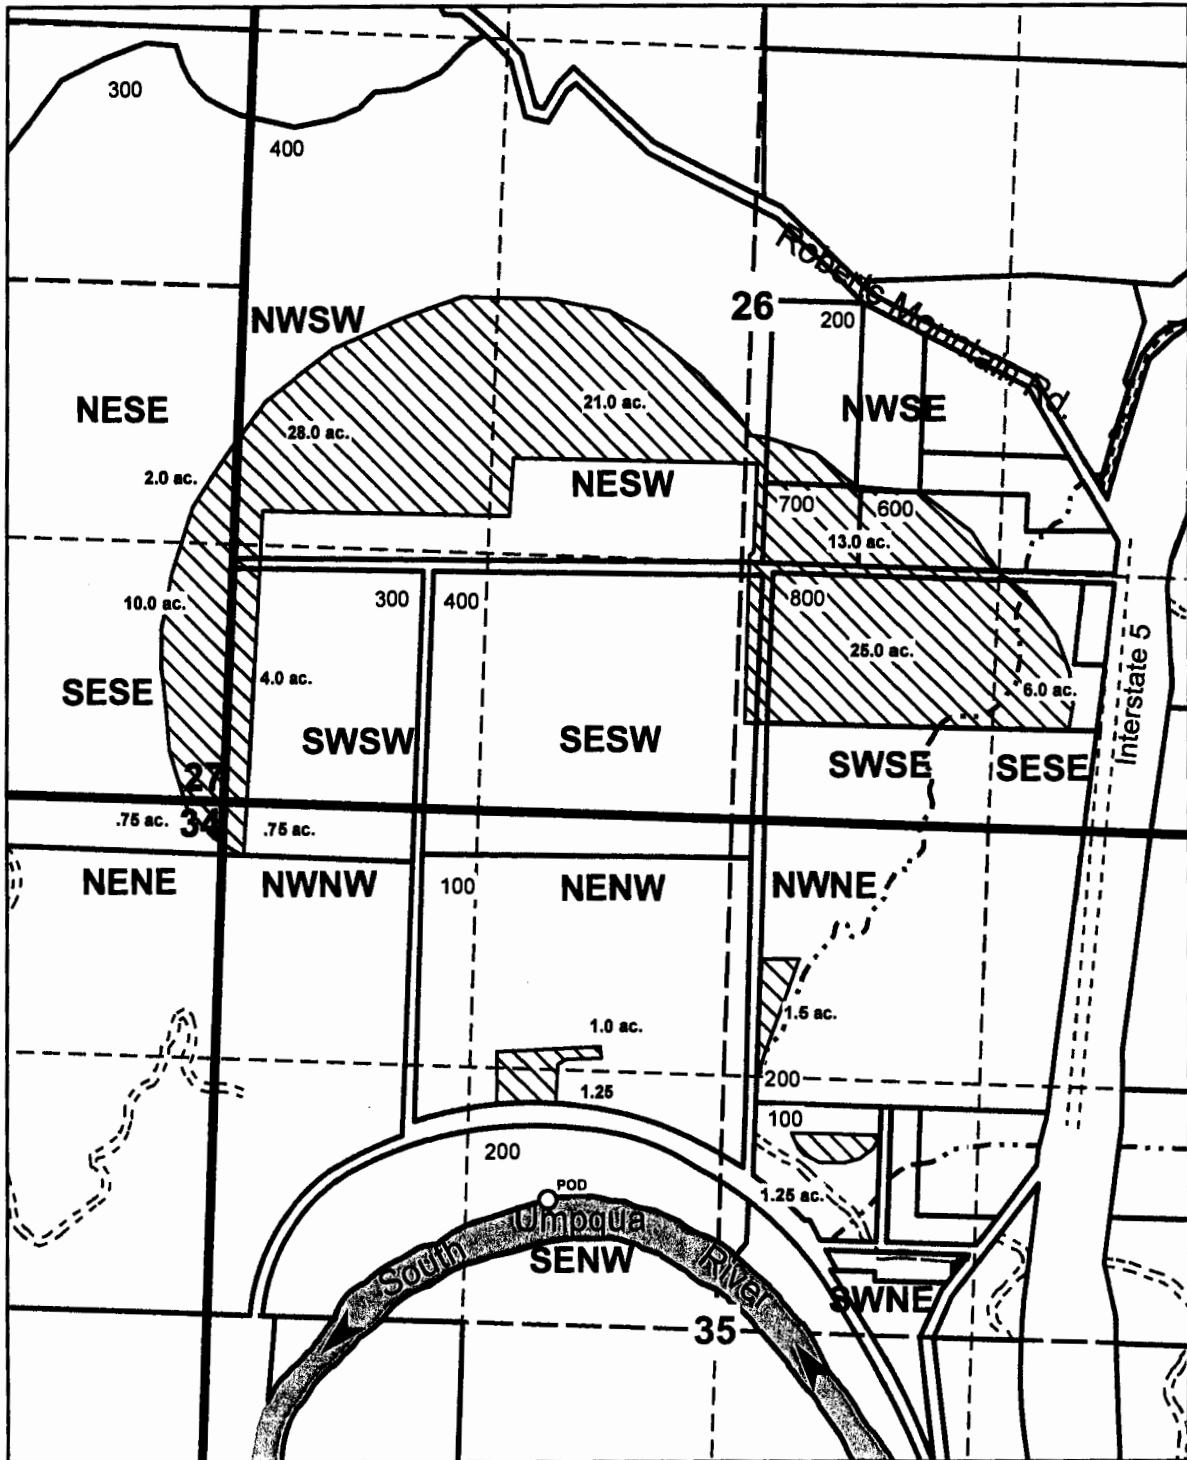 300
400
Roberts Mountain Rd.
26
200
NWSW
NESE
NWSE
21.0 ac.
28.0 ac.
2.0 ac.
NESW
700
600
13.0 ac.
10.0 ac.
300
400
800
25.0 ac.
4.0 ac.
6.0 ac.
Interstate 5
SESE
SWSW
SESW
SWSE
SESE
27
.75 ac.
34
.75 ac.
NENE
NWNW
100
NENW
NWNE
1.5 ac.
1.0 ac.
1.25
200
100
200
POD
1.25 ac.
South Umpqua River
SENW
SWNE
35